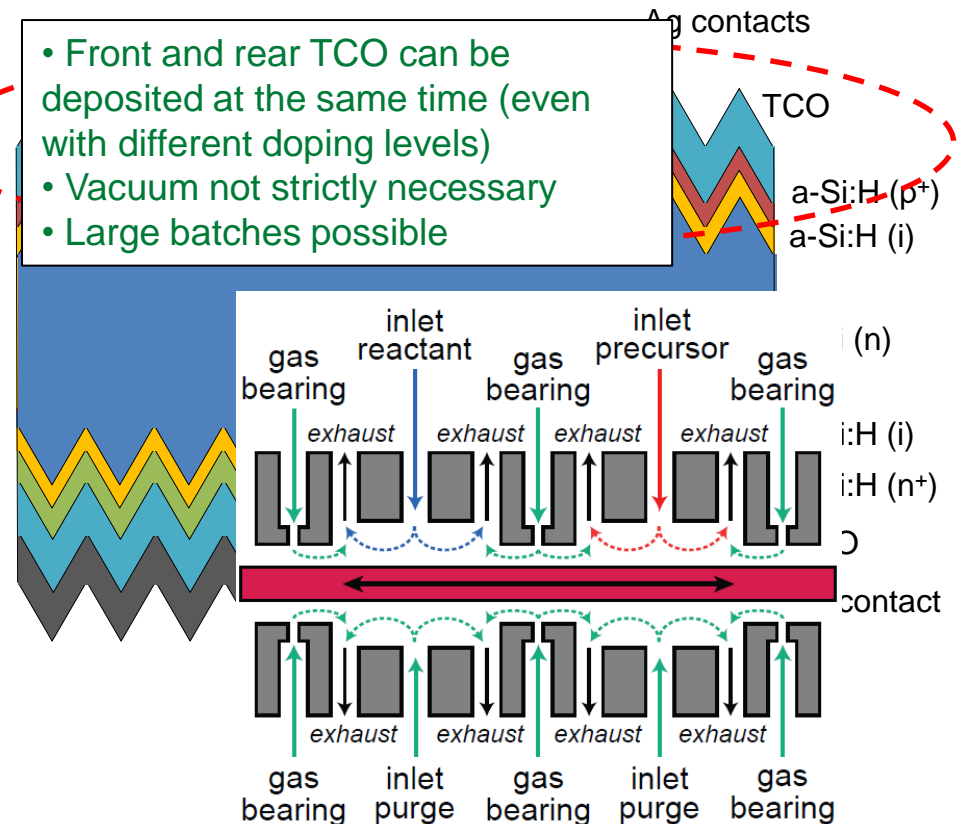 • Front and rear TCO can be
deposited at the same time (even
with different doping levels)
• Vacuum not strictly necessary
• Large batches possible
Ag contacts
TCO
a-Si:H (p⁺)
a-Si:H (i)
(n)
i:H (i)
i:H (n⁺)
O
contact
inlet
reactant
inlet
precursor
gas
bearing
gas
bearing
gas
bearing
exhaust
exhaust
exhaust
exhaust
exhaust
exhaust
exhaust
exhaust
gas
bearing
inlet
purge
gas
bearing
inlet
purge
gas
bearing